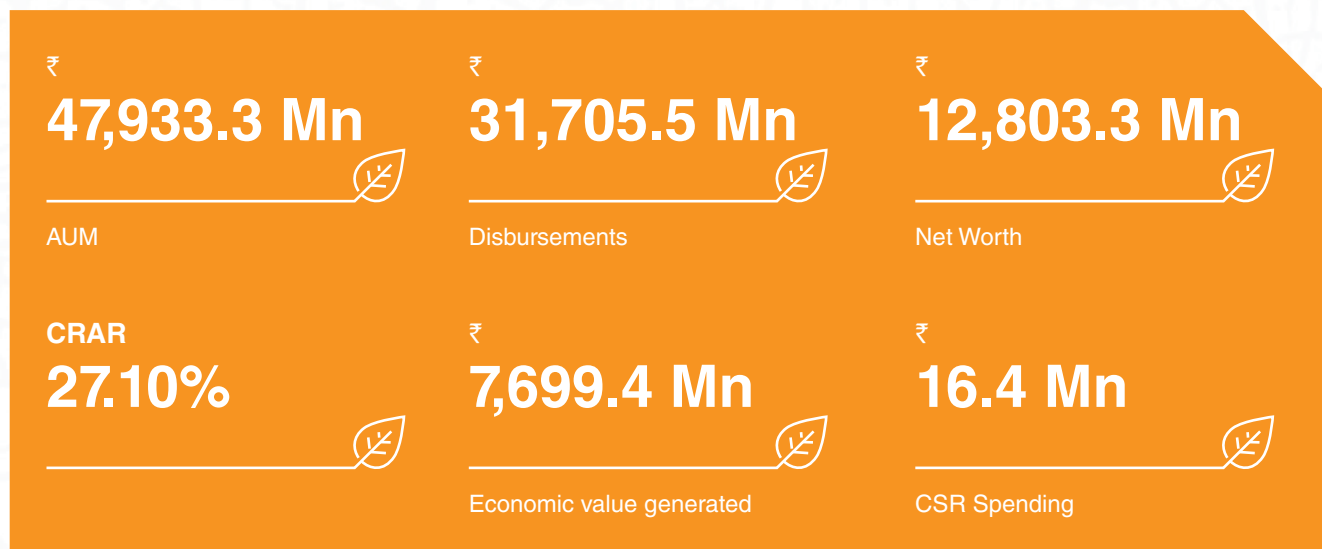 ₹
47,933.3 Mn
AUM
₹
31,705.5 Mn
Disbursements
₹
12,803.3 Mn
Net Worth
CRAR
27.10%
₹
7,699.4 Mn
Economic value generated
₹
16.4 Mn
CSR Spending